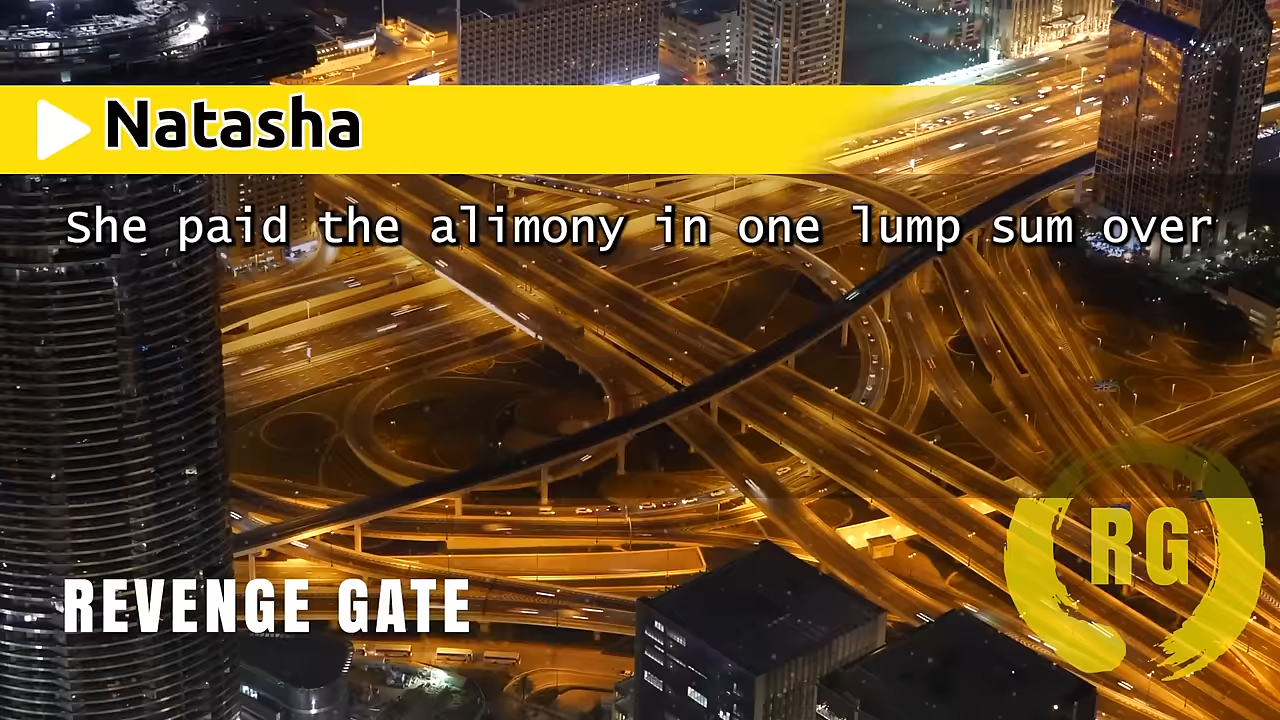 Natasha
She paid the alimony in one lump sum over
RG
REVENGE GATE